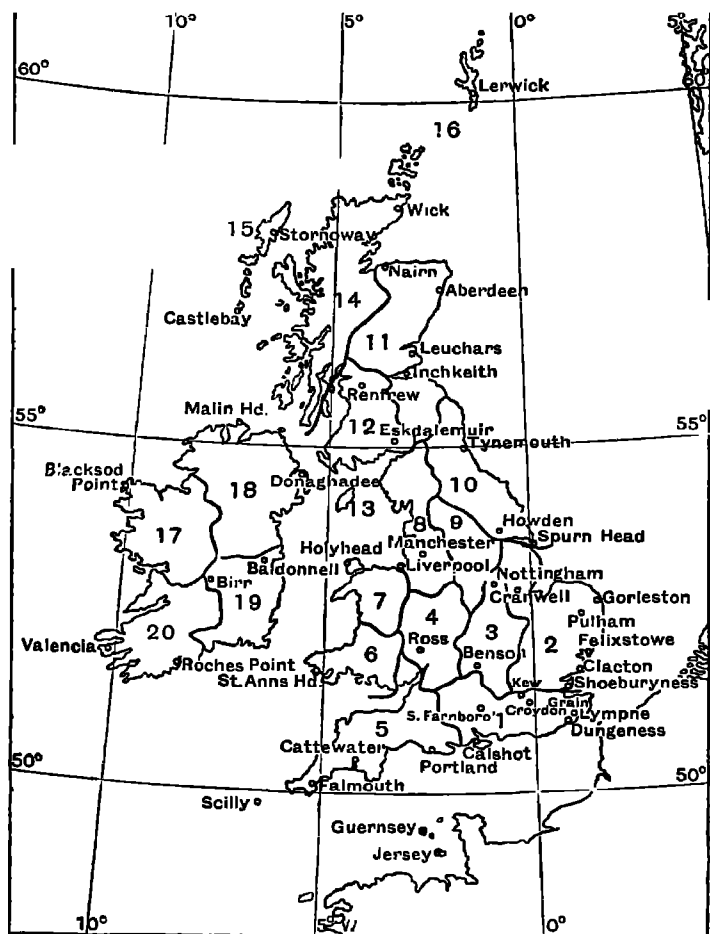 10° 5° 0° 5°
60° 60°
Lerwick
16
Wick
15
Stornoway
Nairn
14
Aberdeen
Castlebay
11
Leuchars
Inchkeith
Renfrew
Malin Hd.
55° 55°
12
Eskdalemuir
Tynemouth
Blacksod
Point
18
Donaghadee
10
13
17
8 9
Howden
Spurn Head
Manchester
Holyhead
Baldonnell
Liverpool
Nottingham
Birr
Cranwell
Gorleston
19
7
4
3
2
Pulham
20
Ross
Felixstowe
Valencia
6
Benson
Clacton
Roches Point
St. Anns Hd.
Kew
Shoeburyness
Grain
S. Farnboro'
1
Croydon
Lympne
5
Dungeness
Cattewater
Calshot
Portland
50° 50°
Falmouth
Scilly
Guernsey
Jersey
10° 5° W 0°